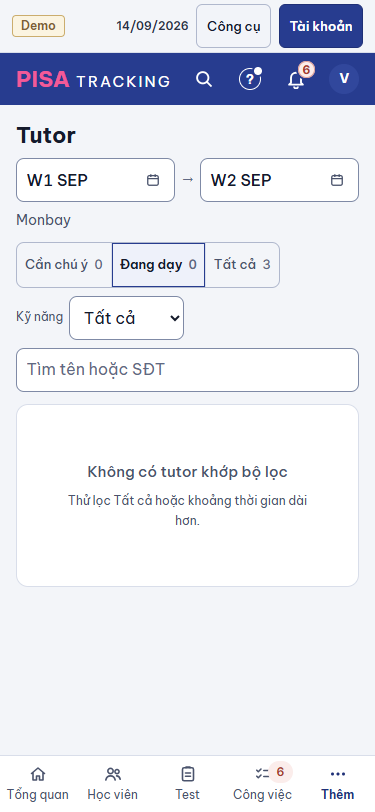 Demo 14/09/2026 Công cụ Tài khoản
PISA TRACKING ? 6 V
Tutor
W1 SEP → W2 SEP
Monbay
Cần chú ý 0 Đang dạy 0 Tất cả 3
Kỹ năng Tất cả
Tìm tên hoặc SĐT
Không có tutor khớp bộ lọc
Thử lọc Tất cả hoặc khoảng thời gian dài
hơn.
6
Tổng quan Học viên Test Công việc Thêm